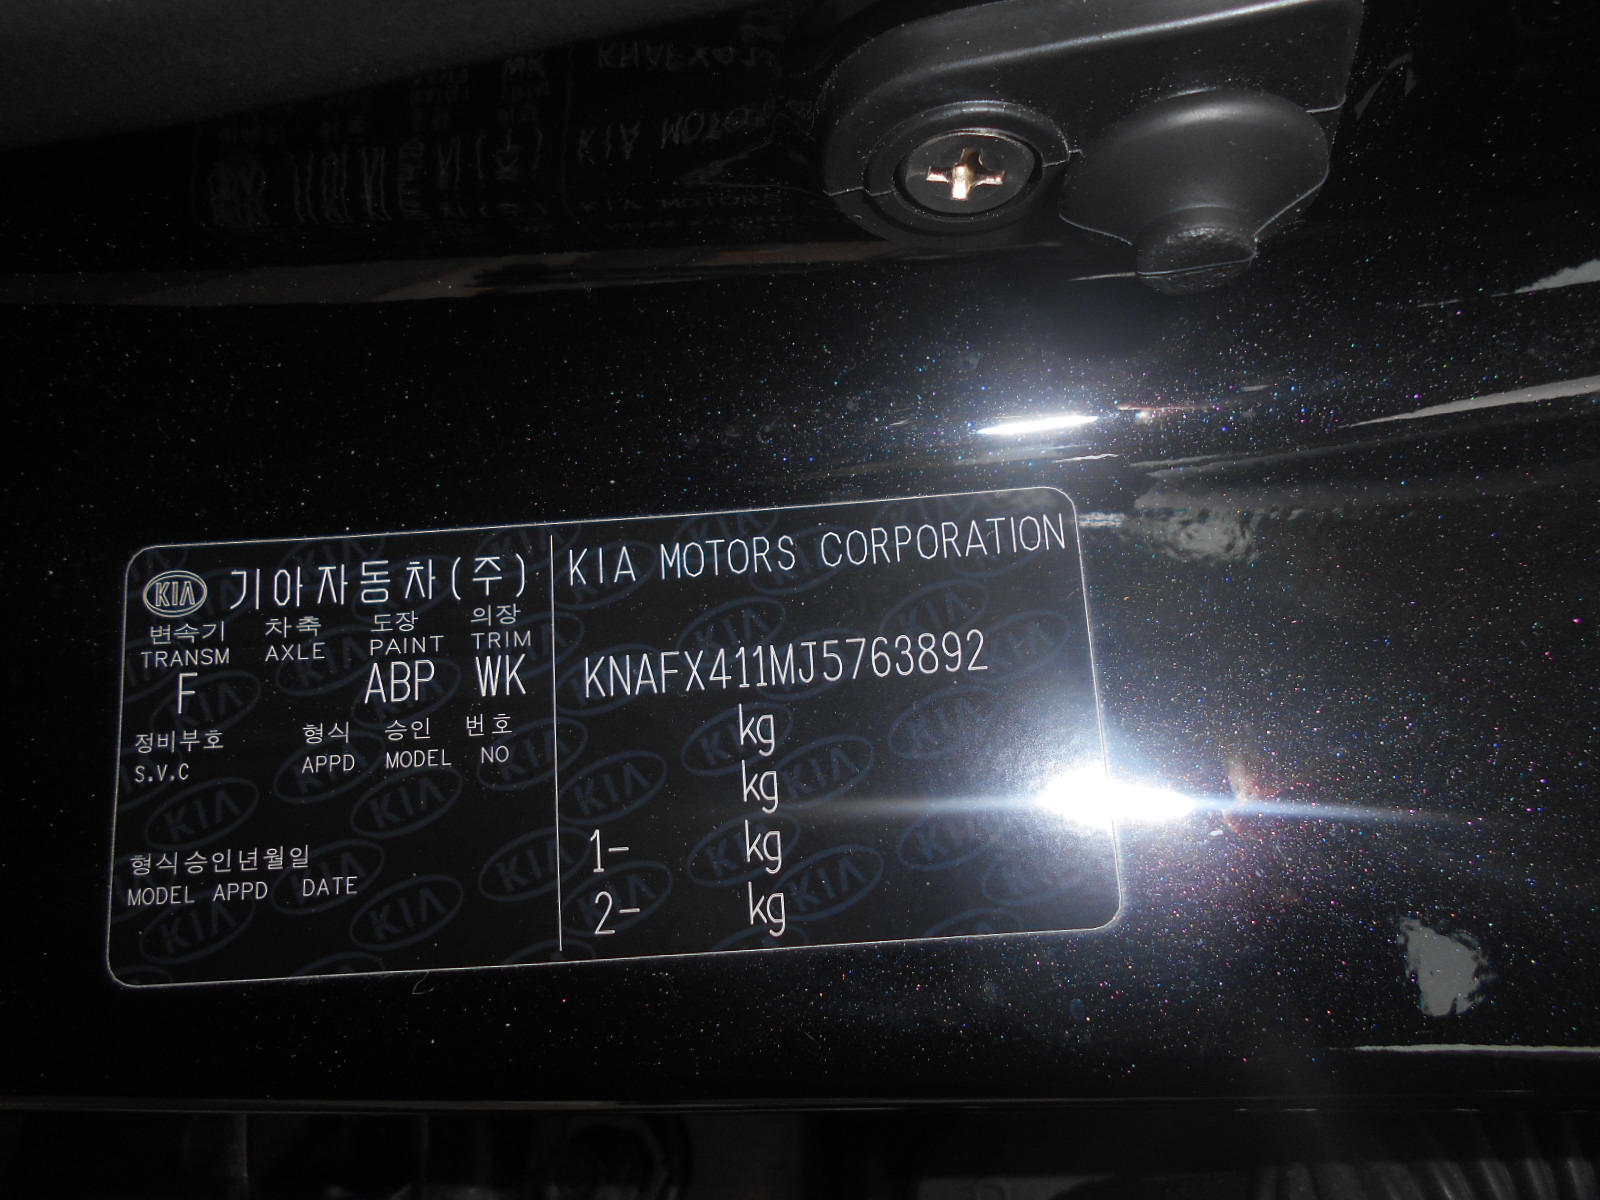 KIA 기아자동차(주)
변속기 차축 도장 의장
TRANSM AXLE PAINT TRIM
F ABP WK
정비부호 형식 승인 번호
S.V.C APPD MODEL NO
형식승인년월일
MODEL APPD DATE
KIA MOTORS CORPORATION
KNAFX411MJ5763892
kg
kg
1- kg
2- kg